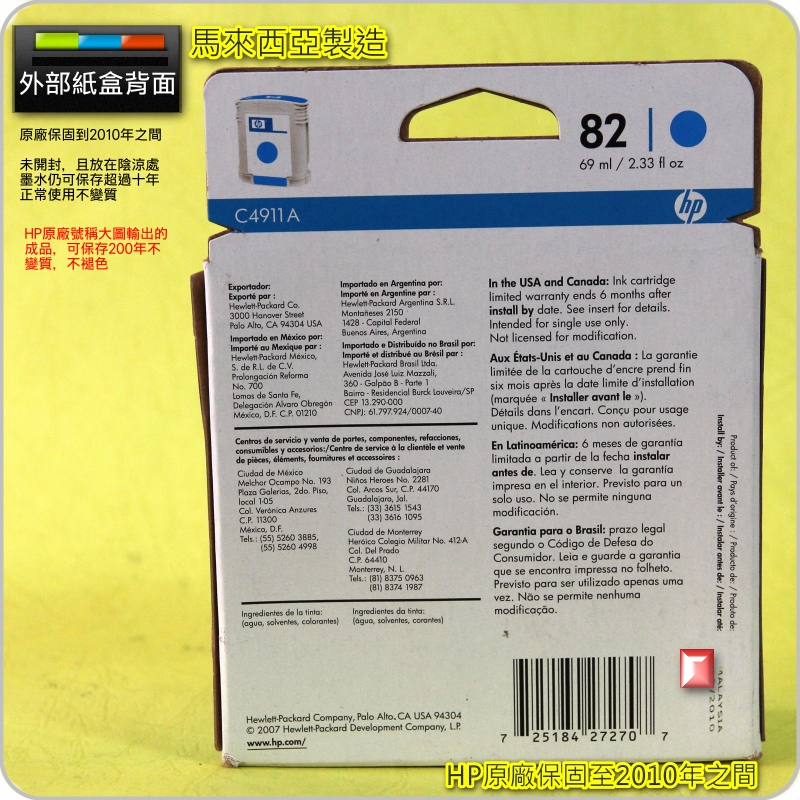 馬來西亞製造
外部紙盒背面
原廠保固到2010年之間
未開封，且放在陰涼處
墨水仍可保存超過十年
正常使用不變質
HP原廠號稱大圖輸出的
成品，可保存200年不
變質，不褪色
hp
82
69 ml / 2.33 fl oz
C4911A
hp
Exportador:
Exporté par :
Hewlett-Packard Co.
3000 Hanover Street
Palo Alto, CA 94304 USA
Importado en México por:
Importé au Mexique par :
Hewlett-Packard México,
S. de R.L. de C.V.
Prolongación Reforma
No. 700
Lomas de Santa Fe,
Delegación Alvaro Obregón
México, D.F. C.P. 01210
Importado en Argentina por:
Importé en Argentine par :
Hewlett-Packard Argentina S.R.L.
Montañeses 2150
1428 - Capital Federal
Buenos Aires, Argentina
Importado e Distribuído no Brasil por:
Importé et distribué au Brésil par :
Hewlett-Packard Brasil Ltda.
Avenida José Luiz Mazzali,
360 - Galpão B - Parte 1
Bairro - Residencial Burck Louveira/SP
CEP 13.290-000
CNPJ: 61.797.924/0007-40
Centros de servicio y venta de partes, componentes, refacciones,
consumibles y accesorios:/Centre de service à la clientèle et vente
de pièces, éléments, fournitures et accessoires :
Ciudad de México
Melchor Ocampo No. 193
Plaza Galerias, 2do. Piso,
local 1-05
Col. Verónica Anzures
C.P. 11300
México, D.F.
Tels.: (55) 5260 3885,
(55) 5260 4998
Ciudad de Guadalajara
Niños Heroes No. 2281
Col. Arcos Sur, C.P. 44170
Guadalajara, Jal.
Tels.: (33) 3615 1543
(33) 3616 1095
Ciudad de Monterrey
Heróico Colegio Militar No. 412-A
Col. Del Prado
C.P. 64410
Monterrey, N. L.
Tels.: (81) 8375 0963
(81) 8374 1987
Ingredientes de la tinta:
(agua, solventes, colorantes)
Ingredientes da tinta:
(água, solventes, corantes)
In the USA and Canada: Ink cartridge
limited warranty ends 6 months after
install by date. See insert for details.
Intended for single use only.
Not licensed for modification.
Aux États-Unis et au Canada : La garantie
limitée de la cartouche d'encre prend fin
six mois après la date limite d'installation
(marquée « Installer avant le »).
Détails dans l'encart. Conçu pour usage
unique. Modifications non autorisées.
En Latinoamérica: 6 meses de garantía
limitada a partir de la fecha instalar
antes de. Lea y conserve la garantía
impresa en el interior. Previsto para un
solo uso. No se permite ninguna
modificación.
Garantia para o Brasil: prazo legal
segundo o Código de Defesa do
Consumidor. Leia e guarde a garantia
que se encontra impressa no folheto.
Previsto para ser utilizado apenas uma
vez. Não se permite nenhuma
modificação.
Product of: / Pays d'origine : / Producto de: / Produto de:
Install by: / Installer avant le : / Instalar antes de: / Instalar até:
MALAYSIA
/2010
Hewlett-Packard Company, Palo Alto, CA USA 94304
© 2007 Hewlett-Packard Development Company, L.P.
www.hp.com/
7 25184 27270 7
HP原廠保固至2010年之間